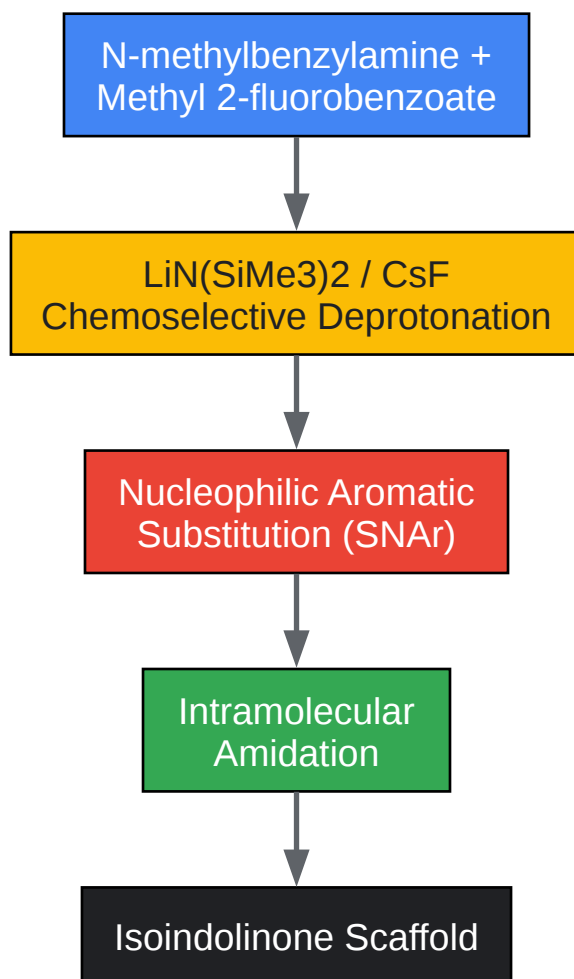 N-methylbenzylamine +
Methyl 2-fluorobenzoate
LiN(SiMe3)2 / CsF
Chemoselective Deprotonation
Nucleophilic Aromatic
Substitution (SNAr)
Intramolecular
Amidation
Isoindolinone Scaffold